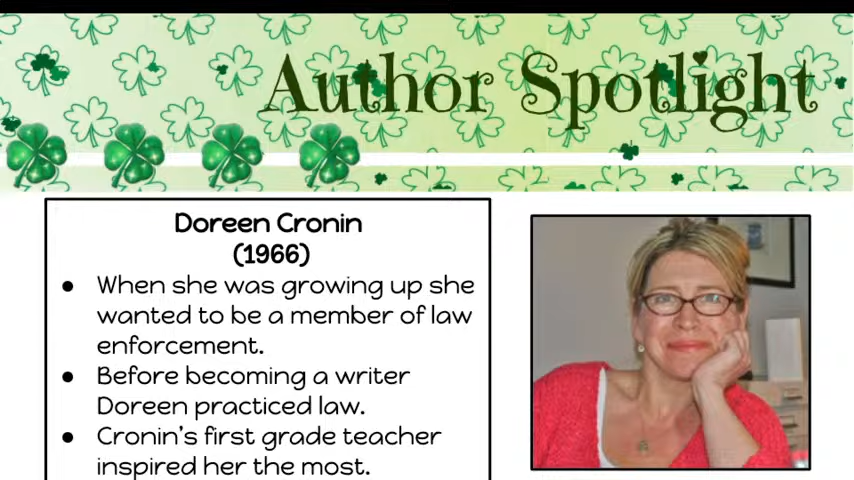 Author Spotlight
Doreen Cronin
(1966)
● When she was growing up she
wanted to be a member of law
enforcement.
● Before becoming a writer
Doreen practiced law.
● Cronin's first grade teacher
inspired her the most.